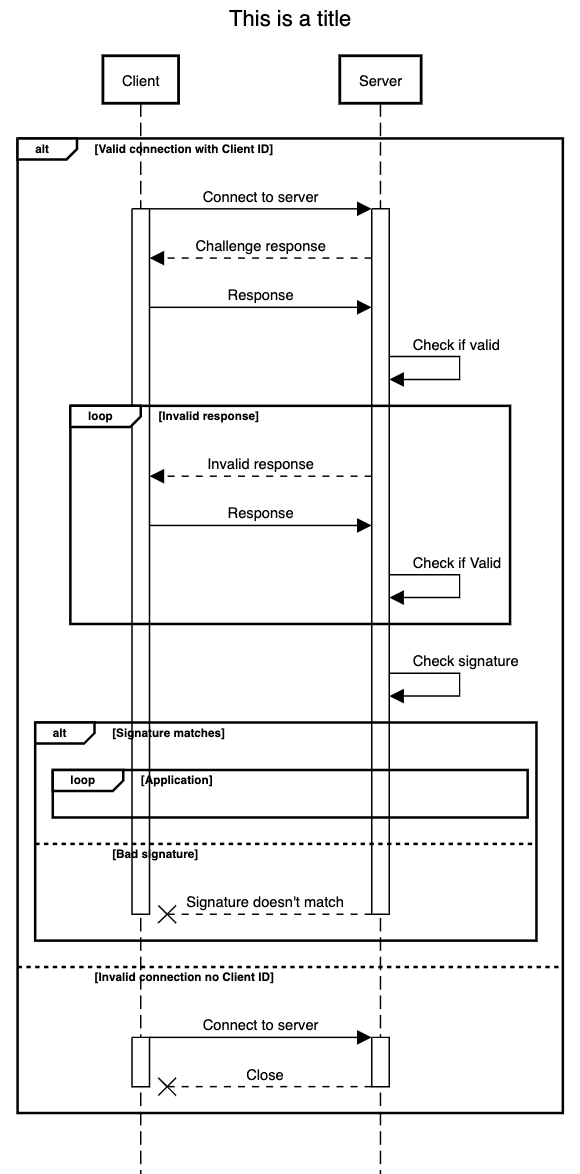 This is a title
Client
Server
alt
[Valid connection with Client ID]
Connect to server
Challenge response
Response
Check if valid
loop
[Invalid response]
Invalid response
Response
Check if Valid
Check signature
alt
[Signature matches]
loop
[Application]
[Bad signature]
Signature doesn't match
[Invalid connection no Client ID]
Connect to server
Close